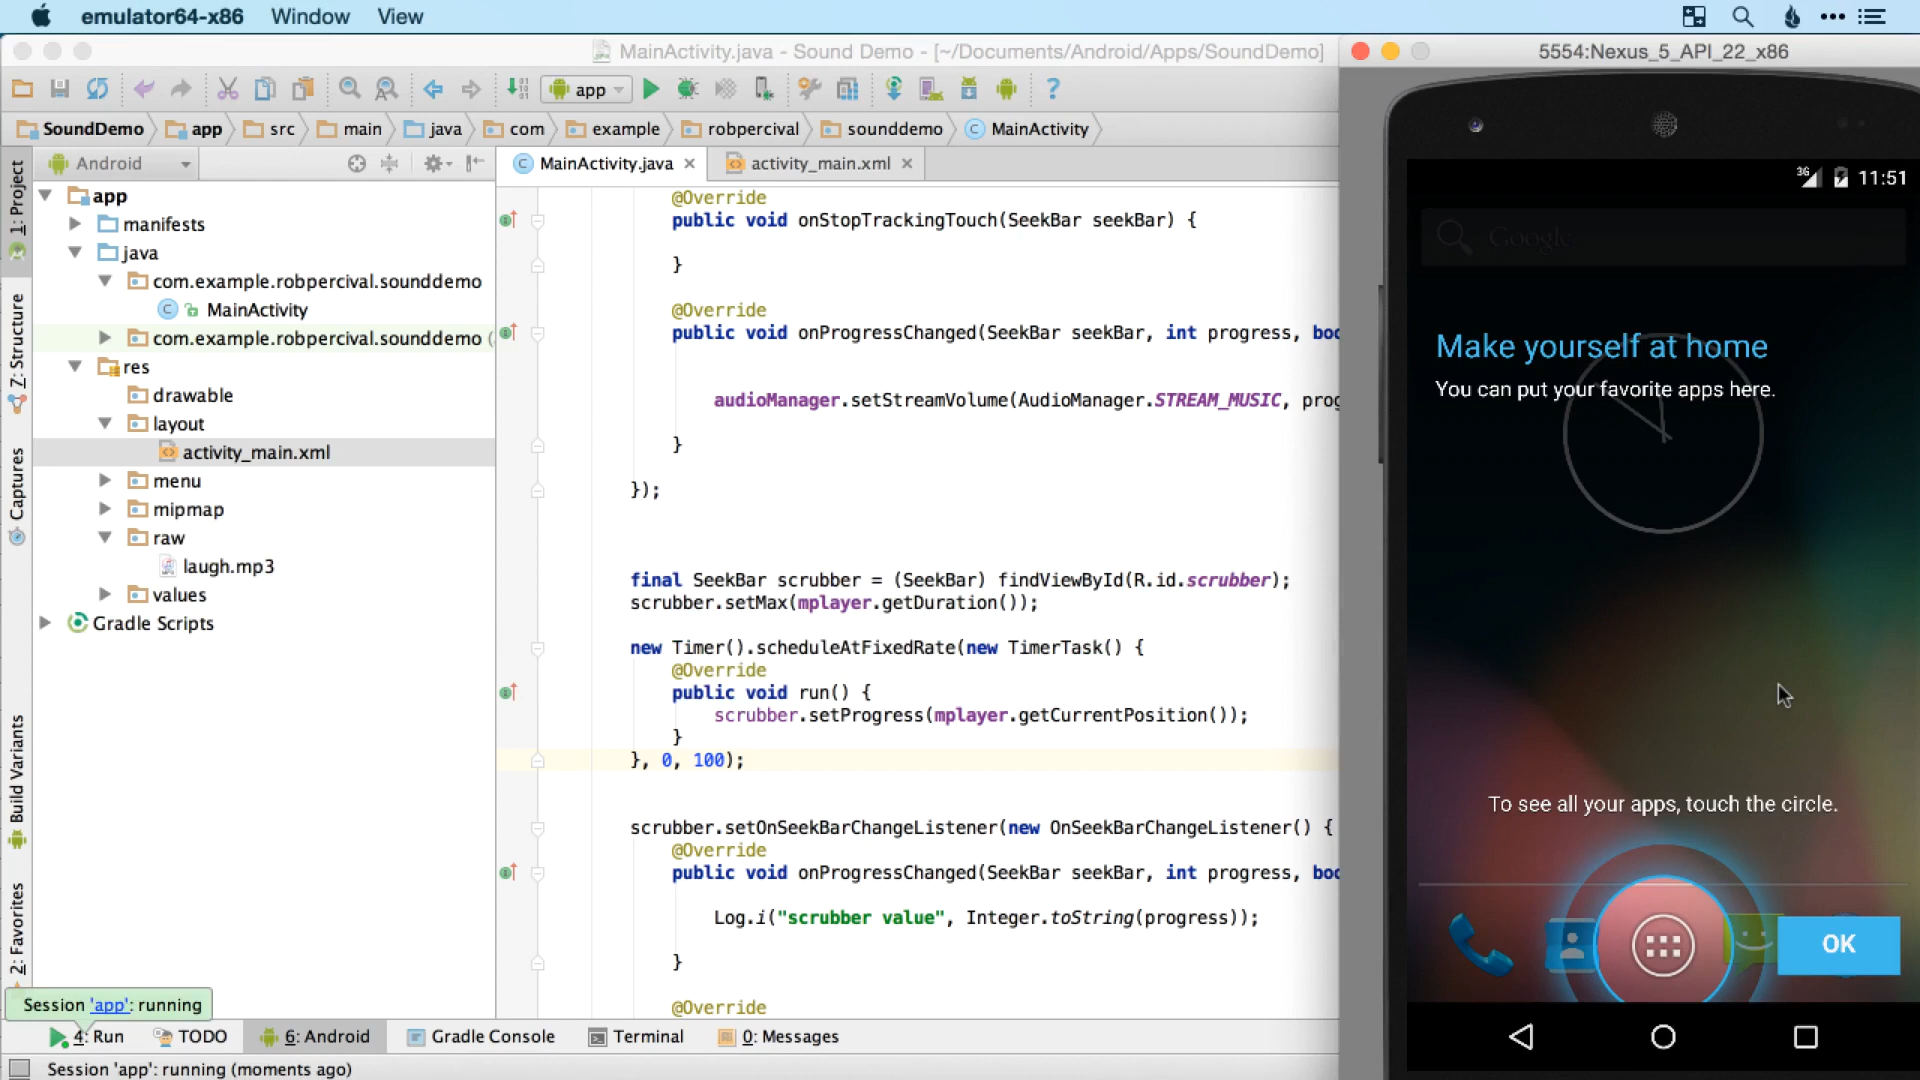 emulator64-x86 Window View
MainActivity.java - Sound Demo - [~/Documents/Android/Apps/SoundDemo]
app
SoundDemo app src main java com example robpercival sounddemo MainActivity
Android
MainActivity.java activity_main.xml
1: Project
7: Structure
Captures
Build Variants
2: Favorites
app
manifests
java
com.example.robpercival.sounddemo
MainActivity
com.example.robpercival.sounddemo (
res
drawable
layout
activity_main.xml
menu
mipmap
raw
laugh.mp3
values
Gradle Scripts
@Override
public void onStopTrackingTouch(SeekBar seekBar) {
}
@Override
public void onProgressChanged(SeekBar seekBar, int progress, boo
audioManager.setStreamVolume(AudioManager.STREAM_MUSIC, prog
}
});
final SeekBar scrubber = (SeekBar) findViewById(R.id.scrubber);
scrubber.setMax(mplayer.getDuration());
new Timer().scheduleAtFixedRate(new TimerTask() {
@Override
public void run() {
scrubber.setProgress(mplayer.getCurrentPosition());
}
}, 0, 100);
scrubber.setOnSeekBarChangeListener(new OnSeekBarChangeListener() {
@Override
public void onProgressChanged(SeekBar seekBar, int progress, boo
Log.i("scrubber value", Integer.toString(progress));
}
@Override
Session 'app': running
4: Run TODO 6: Android Gradle Console Terminal 0: Messages
Session 'app': running (moments ago)
5554:Nexus_5_API_22_x86
3G 11:51
Google
Make yourself at home
You can put your favorite apps here.
To see all your apps, touch the circle.
OK